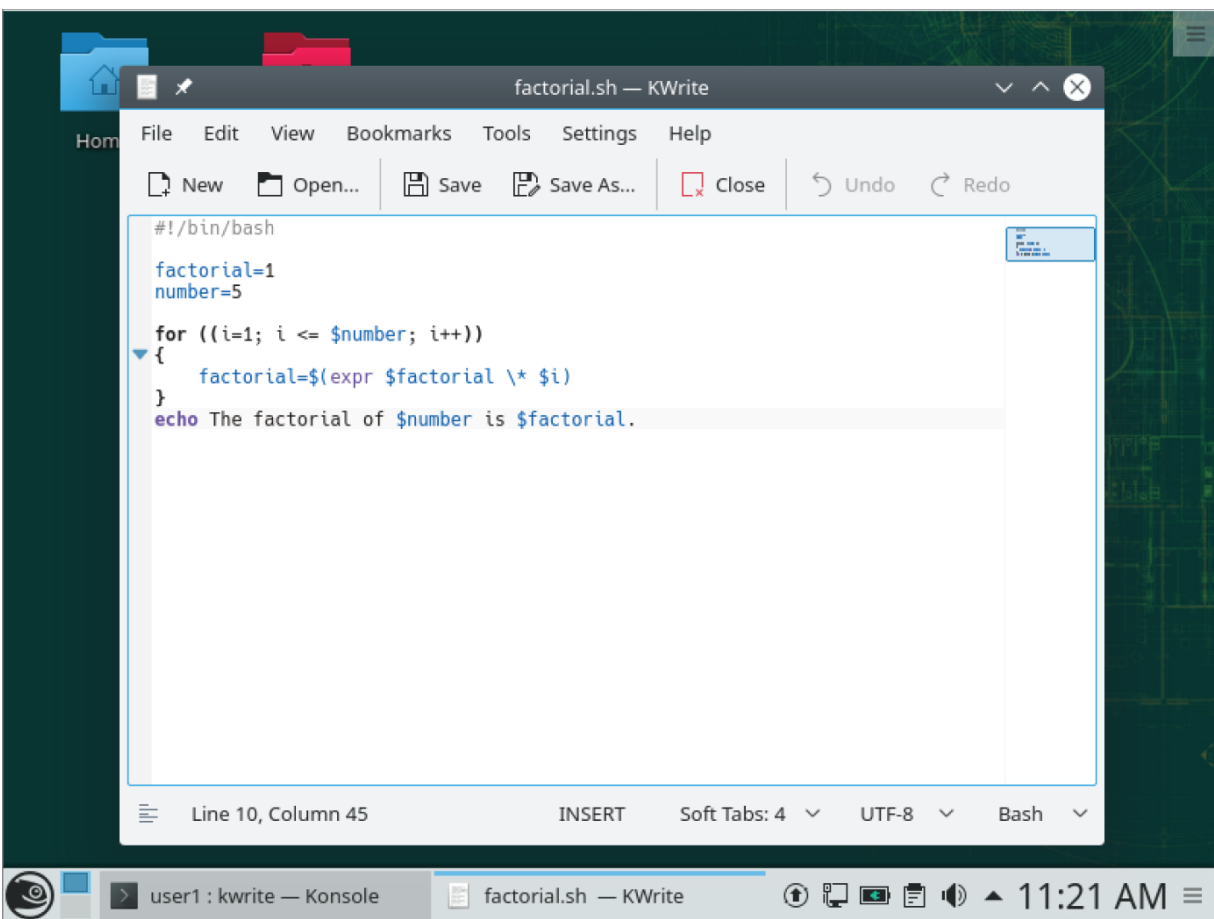 Hom
factorial.sh — KWrite
File Edit View Bookmarks Tools Settings Help
New Open... Save Save As... Close Undo Redo
#!/bin/bash
factorial=1
number=5
for ((i=1; i <= $number; i++))
{
    factorial=$(expr $factorial \* $i)
}
echo The factorial of $number is $factorial.
Line 10, Column 45 INSERT Soft Tabs: 4 UTF-8 Bash
user1 : kwrite — Konsole factorial.sh — KWrite 11:21 AM